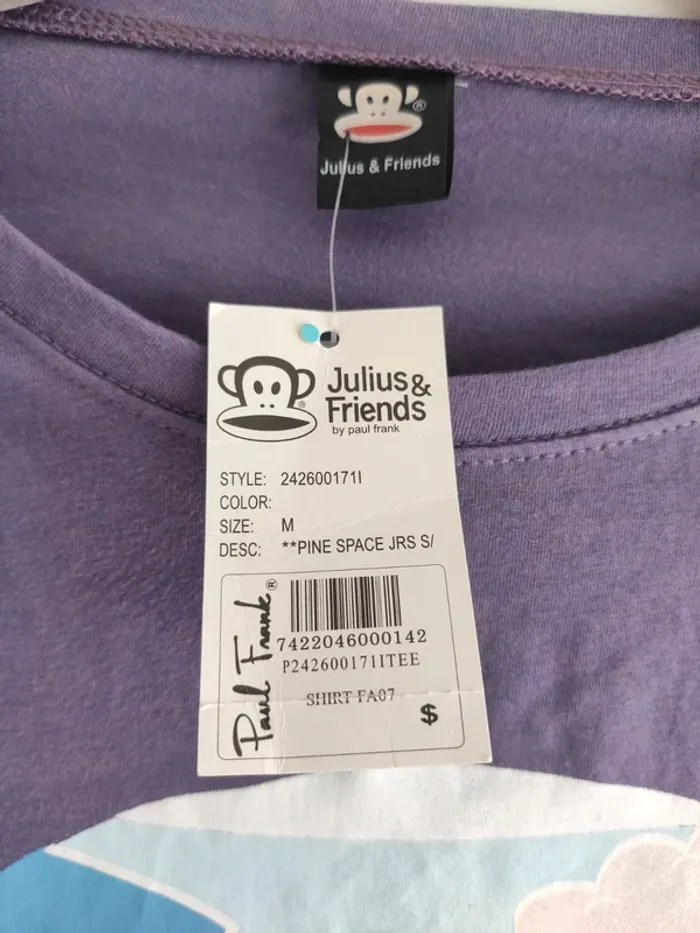 ®
Julius & Friends
Julius &
Friends
®
by paul frank
STYLE: 242600171I
COLOR:
SIZE: M
DESC: **PINE SPACE JRS S/
Paul Frank ®
7422046000142
P242600171ITEE
SHIRT FA07
$